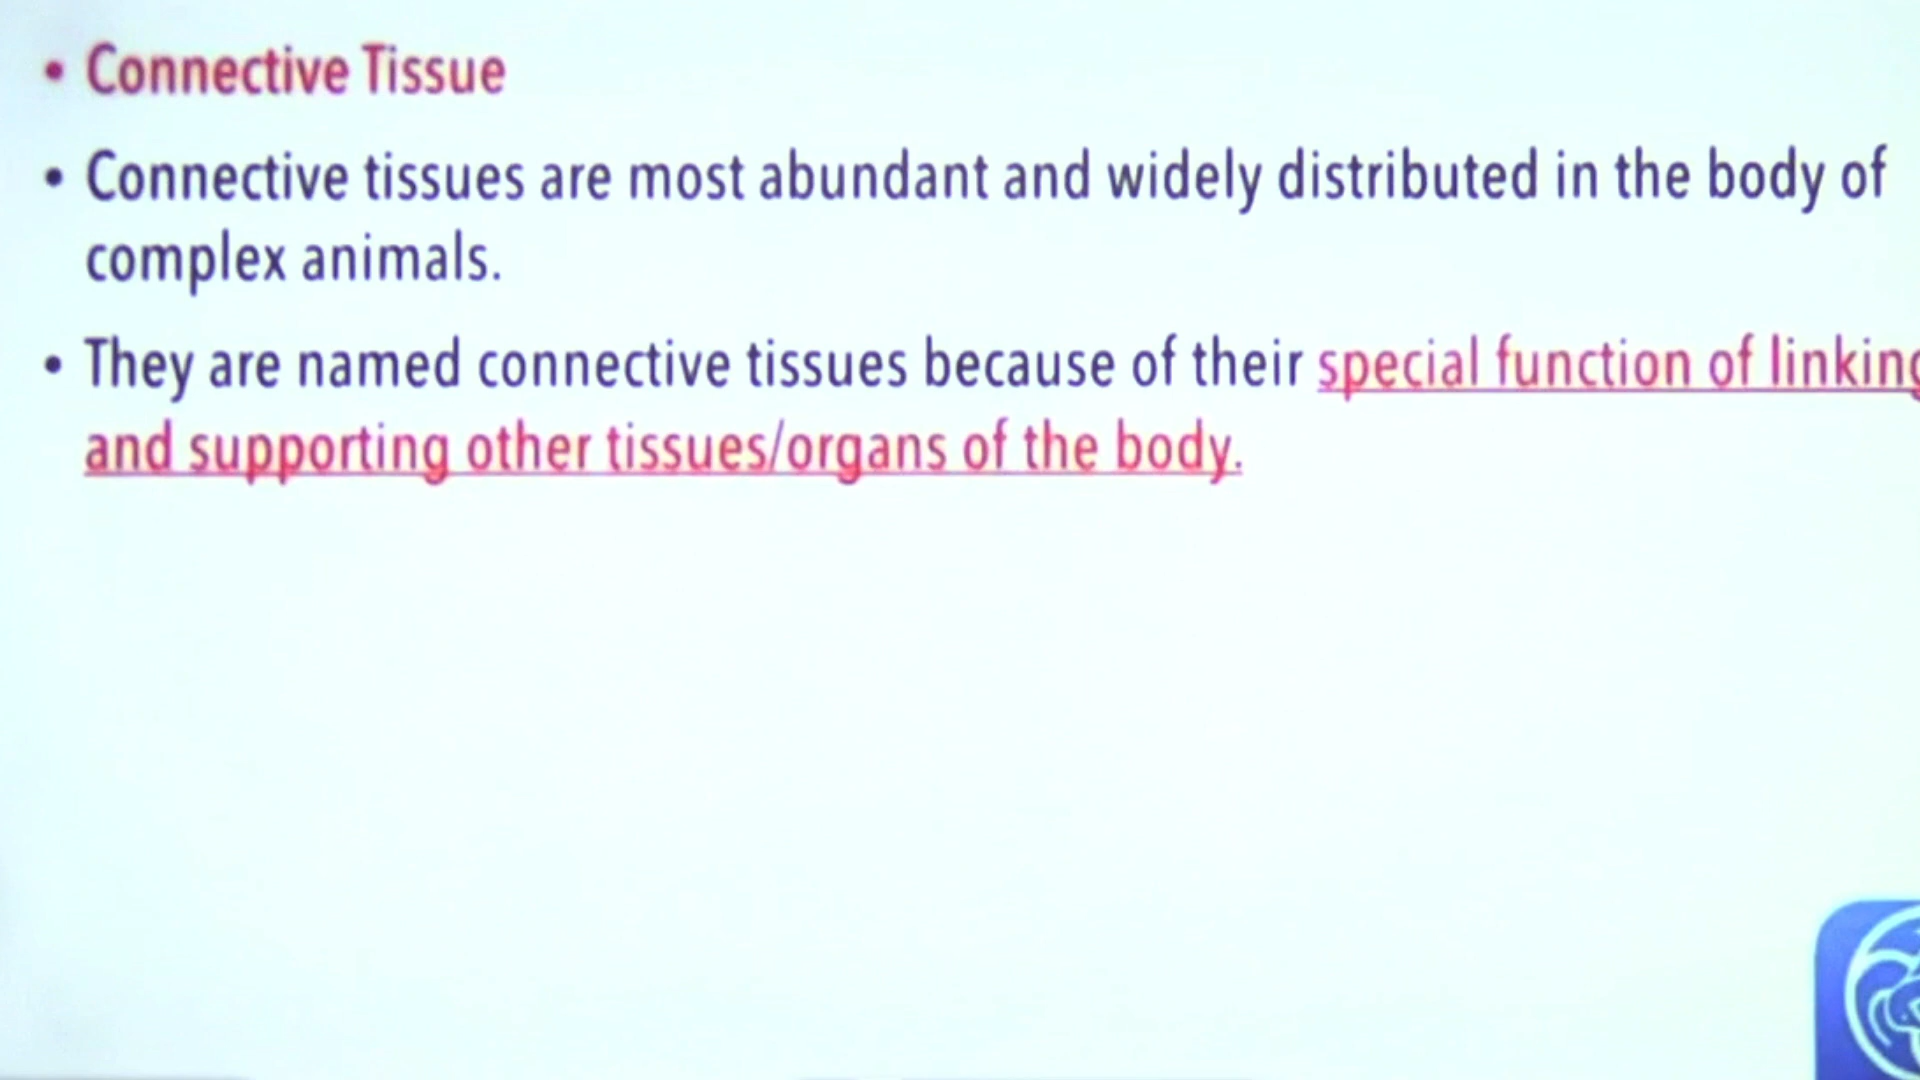 • Connective Tissue
• Connective tissues are most abundant and widely distributed in the body of
complex animals.
• They are named connective tissues because of their special function of linking
and supporting other tissues/organs of the body.